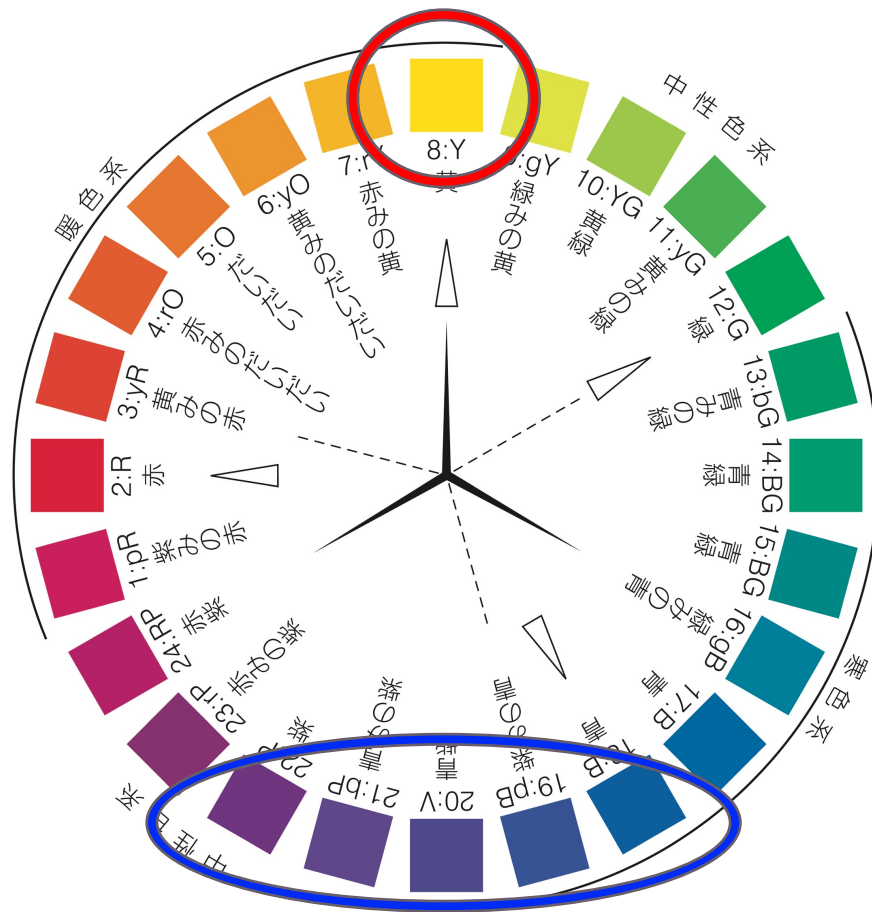 8:Y
黄
9:gY
緑みの黄
10:YG
黄緑
11:yG
黄みの緑
12:G
緑
13:bG
青みの緑
14:BG
青緑
15:BG
青緑
16:gB
緑みの青
17:B
青
18:B
青
19:pB
紫みの青
20:V
青紫
21:bP
青みの紫
22:P
紫
23:rP
赤みの紫
24:RP
赤紫
1:pR
紫みの赤
2:R
赤
3:yR
黄みの赤
4:rO
赤みのだいだい
5:O
だいだい
6:yO
黄みのだいだい
7:rY
赤みの黄
暖色系
中性色系
寒色系
中性色系